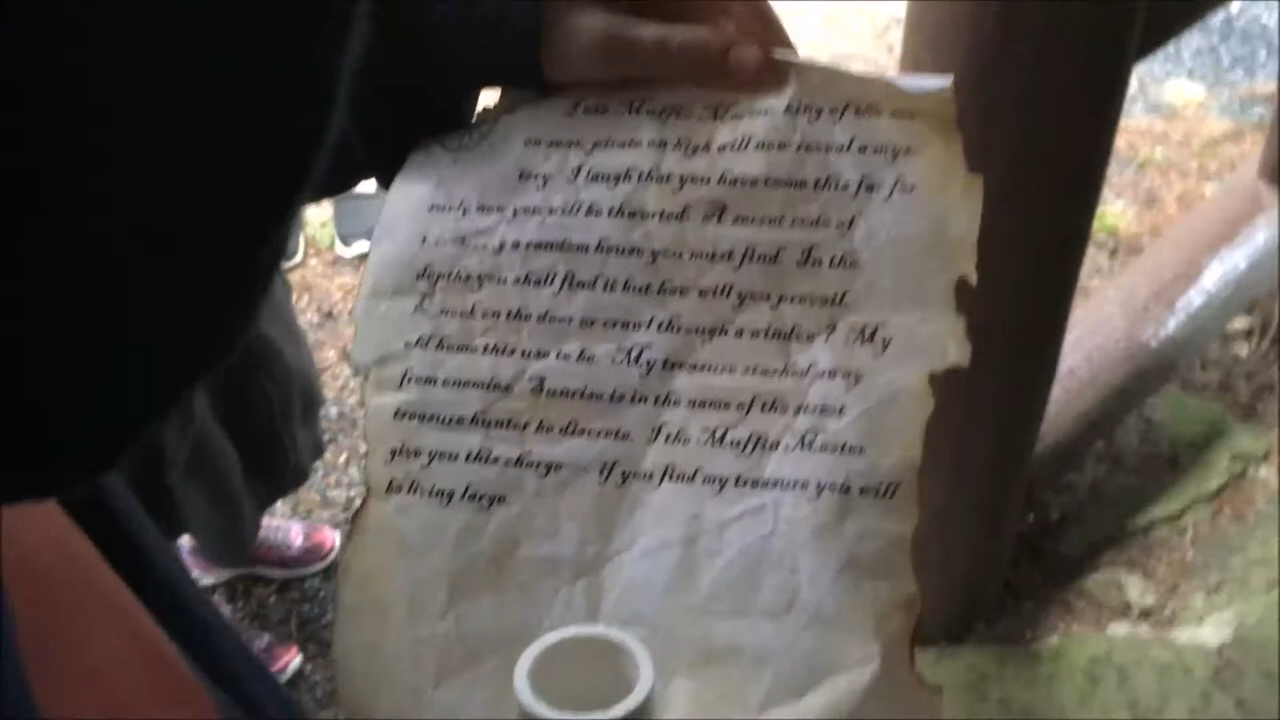 I the Muffin Master king of the
on seas, pirate on high will now reveal a mys-
tery. I laugh that you have come this far for
surely now you will be thwarted. A secret code of
a random house you must find. In the
depths you shall find it but how will you prevail.
Knock on the door or crawl through a window? My
old home this use to be. My treasure stashed away
from enemies. Sunrise is in the name of the street
treasure hunter be discrete. I the Muffin Master
give you this charge -- if you find my treasure you will
be living large.